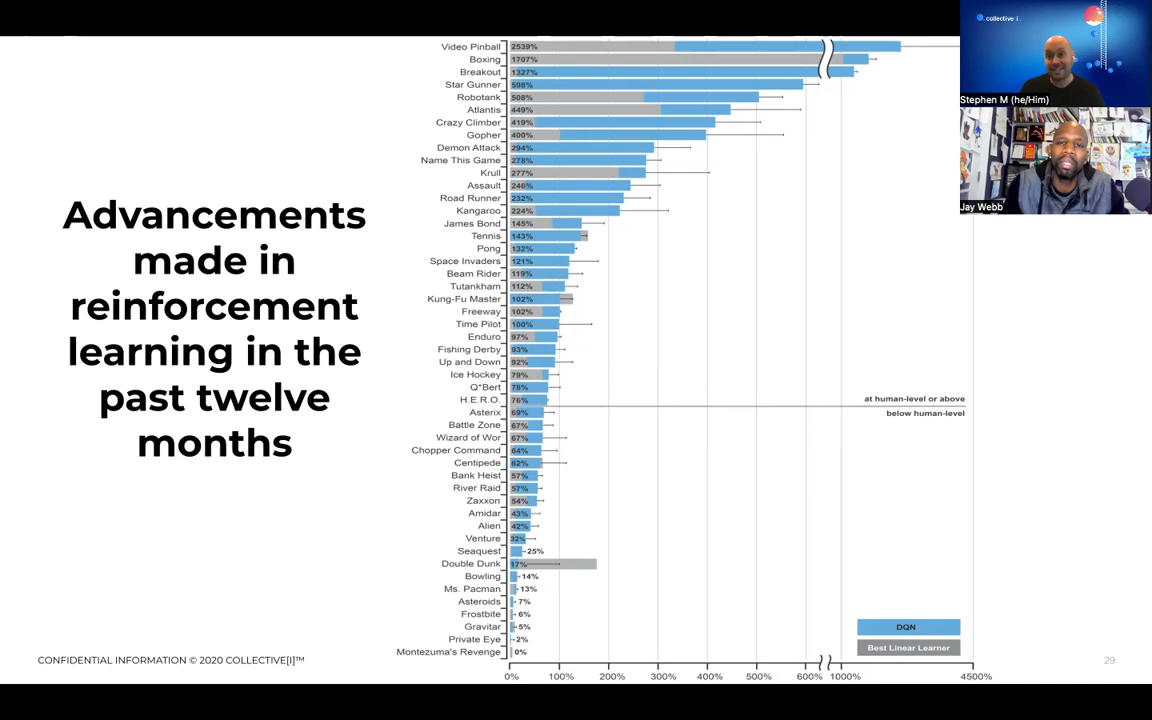 collective i
Stephen M (he/Him)
Jay Webb
Advancements
made in
reinforcement
learning in the
past twelve
months
Video Pinball 2539%
Boxing 1707%
Breakout 1327%
Star Gunner 598%
Robotank 508%
Atlantis 449%
Crazy Climber 419%
Gopher 400%
Demon Attack 294%
Name This Game 278%
Krull 277%
Assault 246%
Road Runner 232%
Kangaroo 224%
James Bond 145%
Tennis 143%
Pong 132%
Space Invaders 121%
Beam Rider 119%
Tutankham 112%
Kung-Fu Master 102%
Freeway 102%
Time Pilot 100%
Enduro 97%
Fishing Derby 93%
Up and Down 92%
Ice Hockey 79%
Q*Bert 78%
H.E.R.O. 76%
at human-level or above
below human-level
Asterix 69%
Battle Zone 67%
Wizard of Wor 67%
Chopper Command 64%
Centipede 62%
Bank Heist 57%
River Raid 57%
Zaxxon 54%
Amidar 43%
Alien 42%
Venture 32%
Seaquest 25%
Double Dunk 17%
Bowling 14%
Ms. Pacman 13%
Asteroids 7%
Frostbite 6%
Gravitar 5%
Private Eye 2%
Montezuma's Revenge 0%
DQN
Best Linear Learner
0% 100% 200% 300% 400% 500% 600% 1000% 4500%
CONFIDENTIAL INFORMATION © 2020 COLLECTIVE[I]™
29